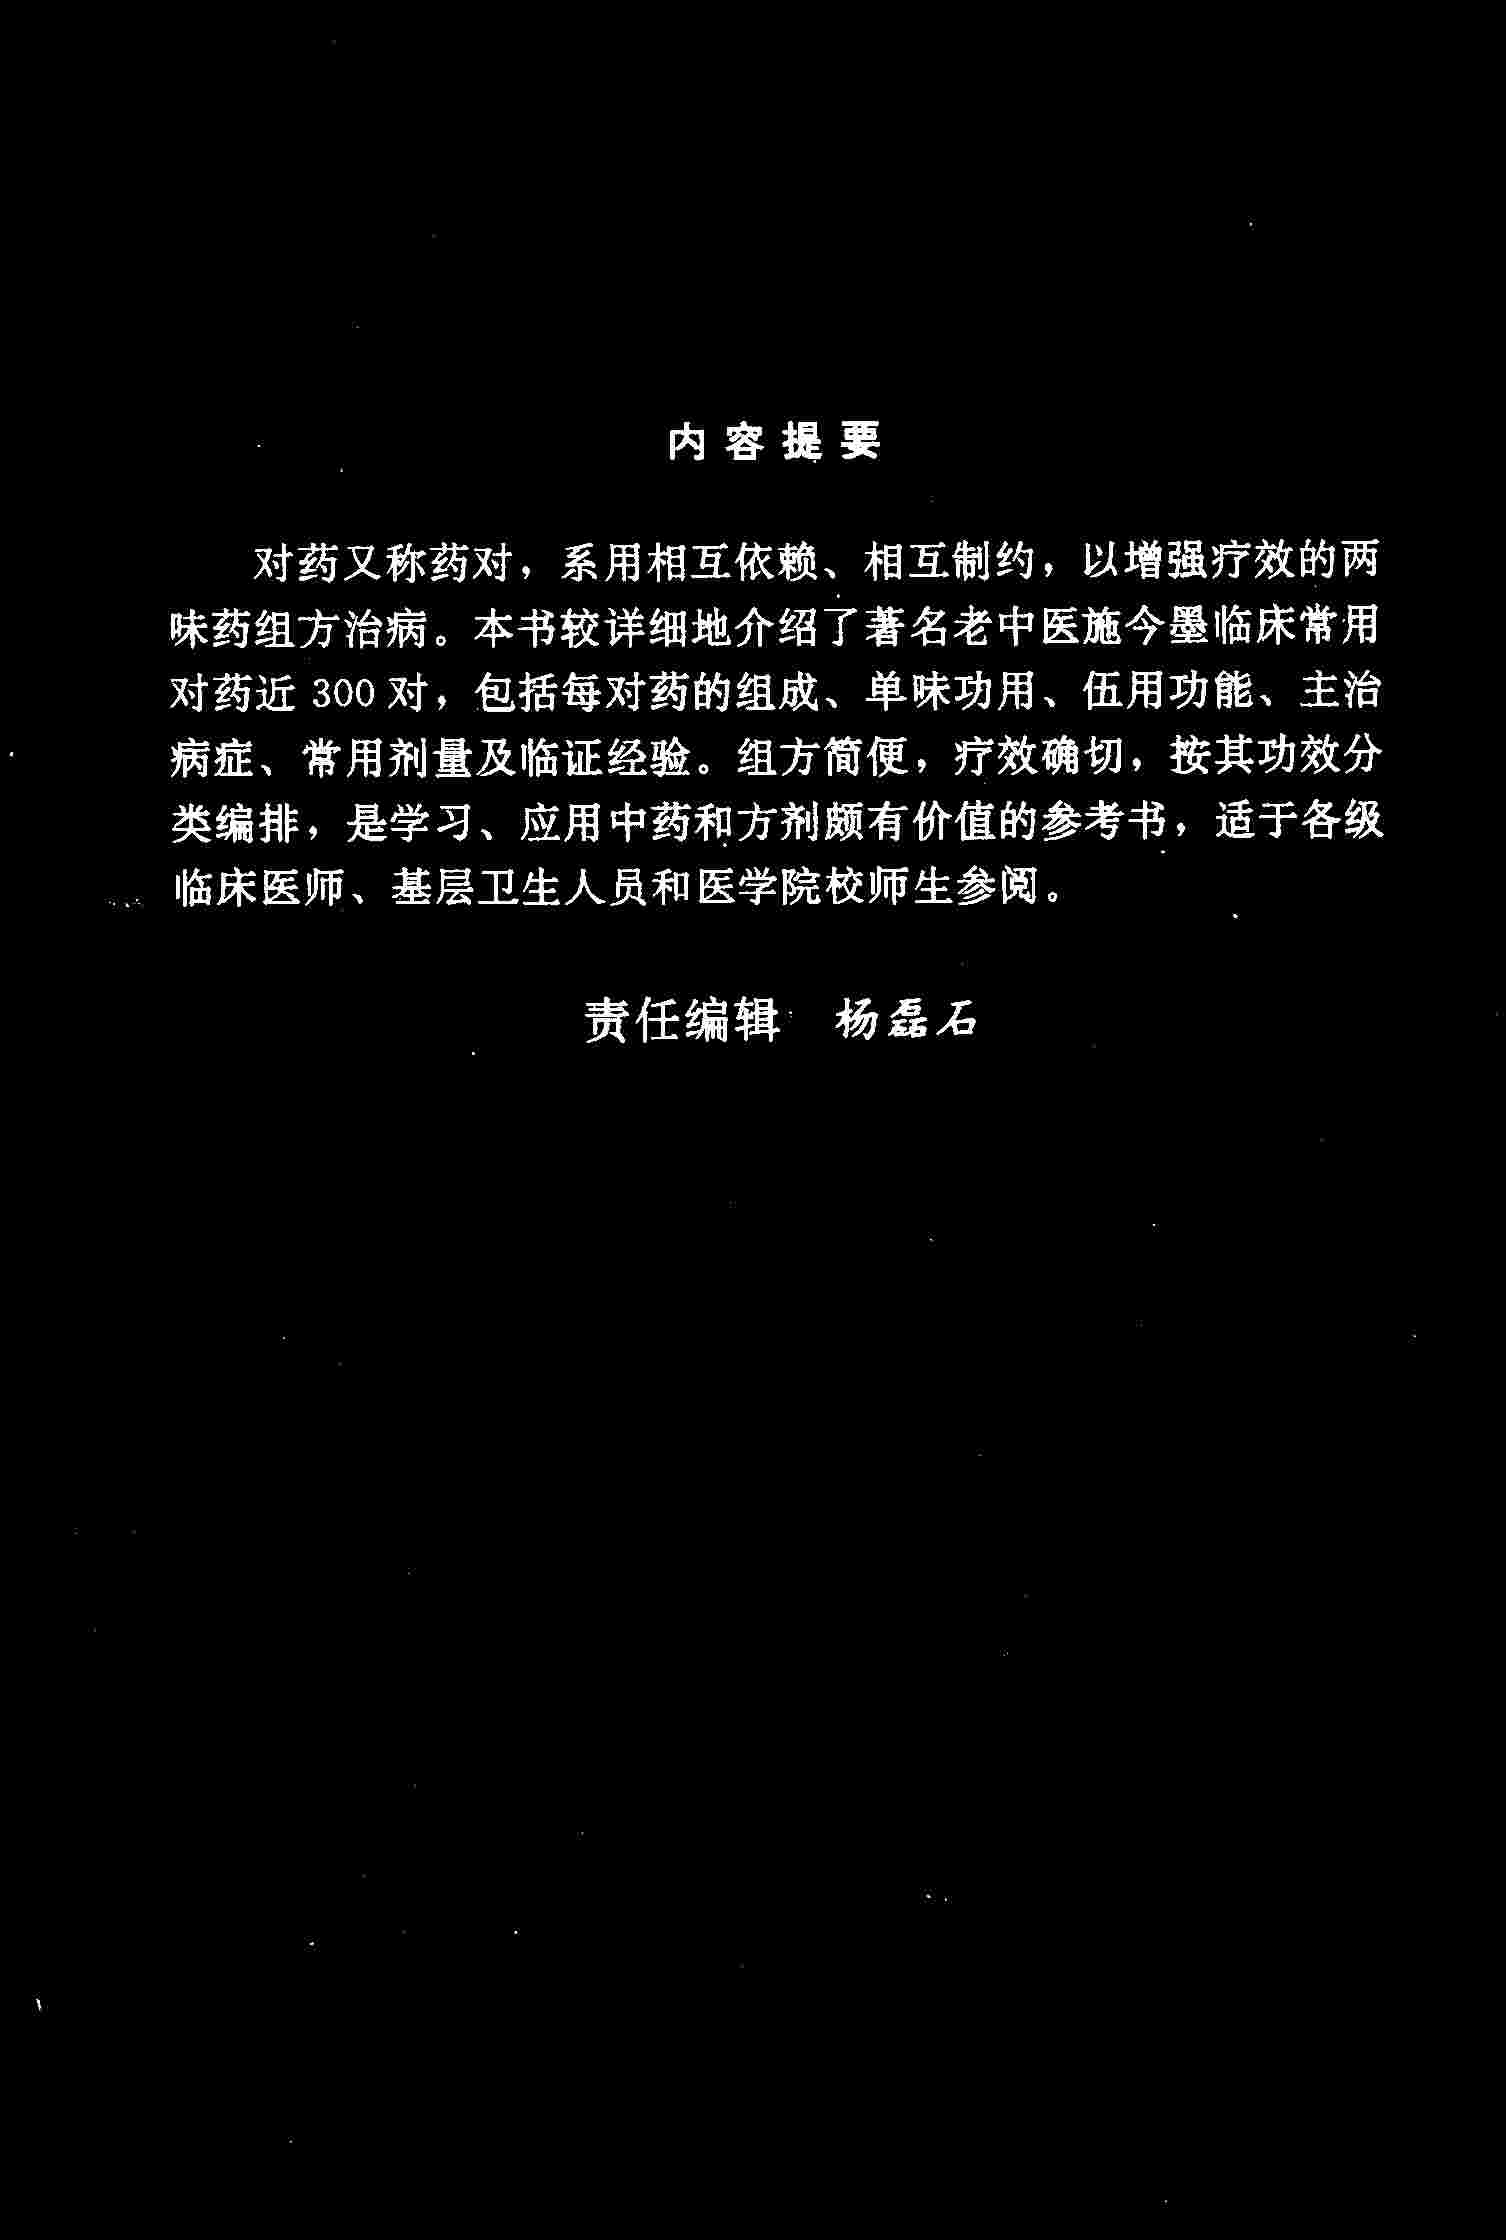 内容提要
对药又称药对，系用相互依赖、相互制约，以增强疗效的两
味药组方治病。本书较详细地介绍了著名老中医施今墨临床常用
对药近 300 对，包括每对药的组成、单味功用、伍用功能、主治
病症、常用剂量及临证经验。组方简便，疗效确切，按其功效分
类编排，是学习、应用中药和方剂颇有价值的参考书，适于各级
临床医师、基层卫生人员和医学院校师生参阅。
责任编辑 杨磊石